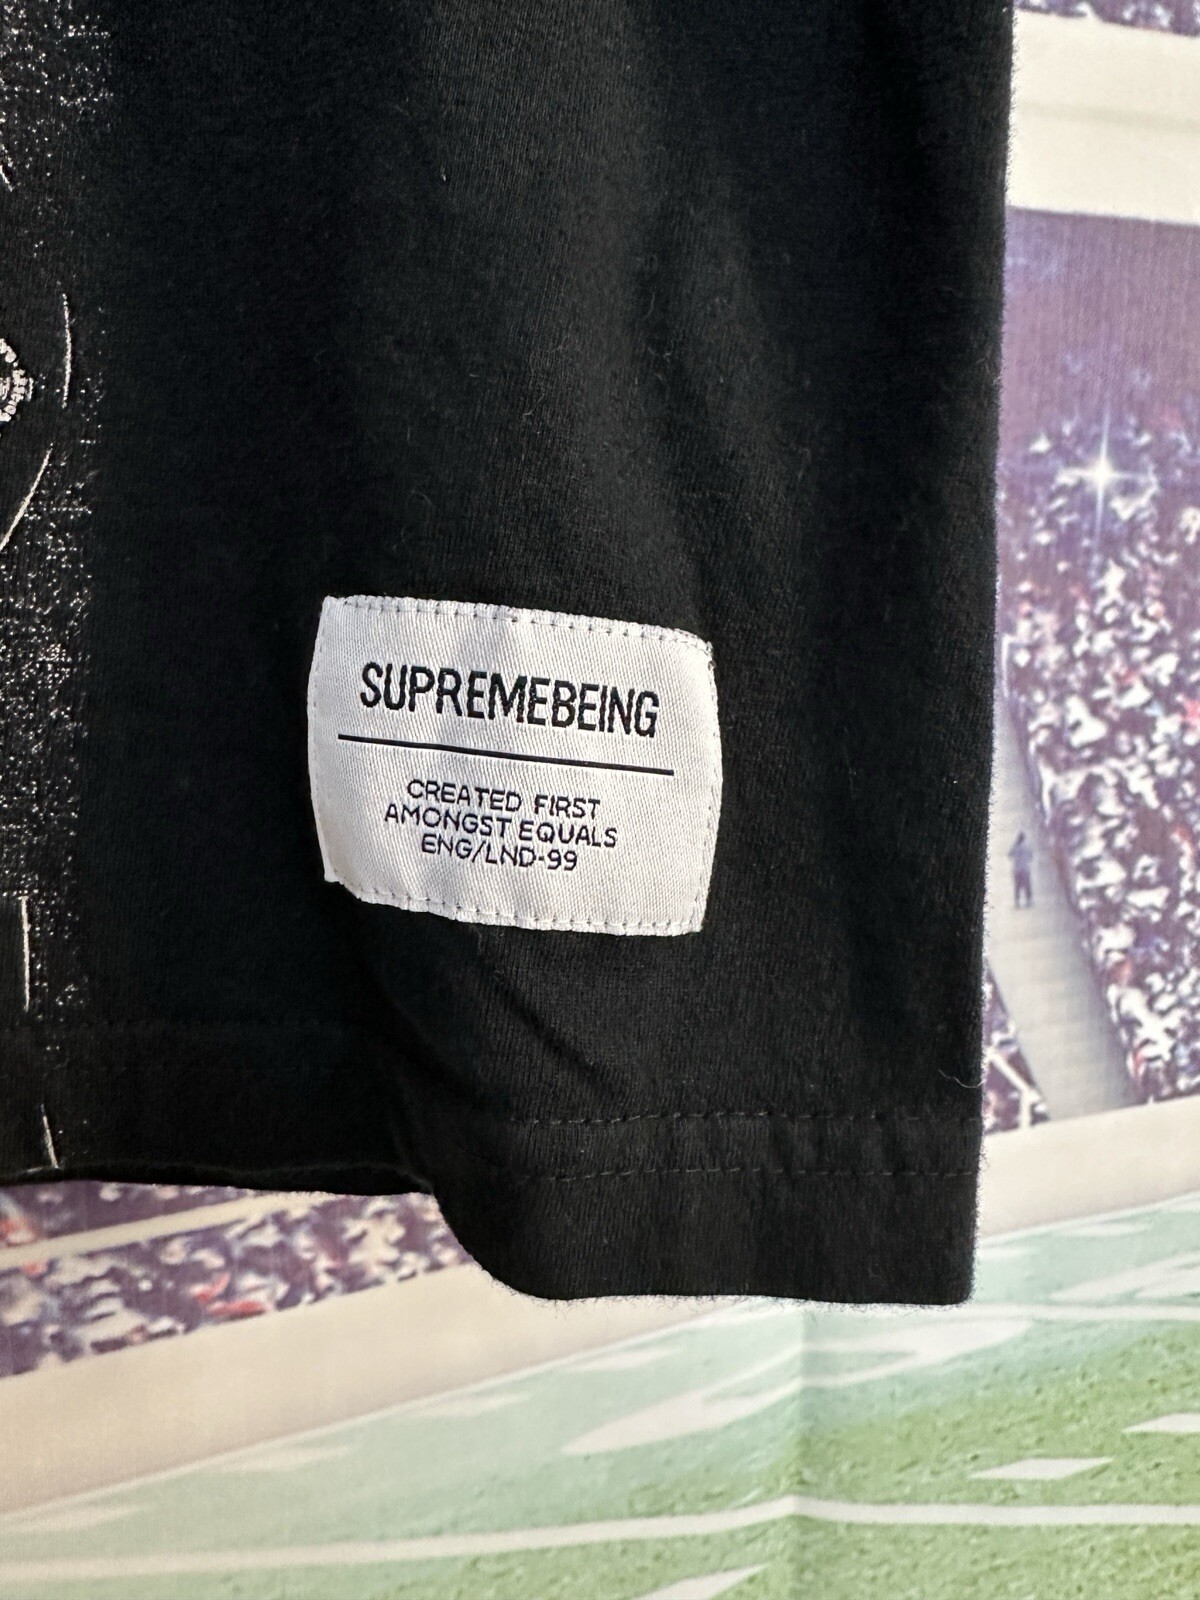 SUPREMEBEING
CREATED FIRST
AMONGST EQUALS
ENG/LND-99